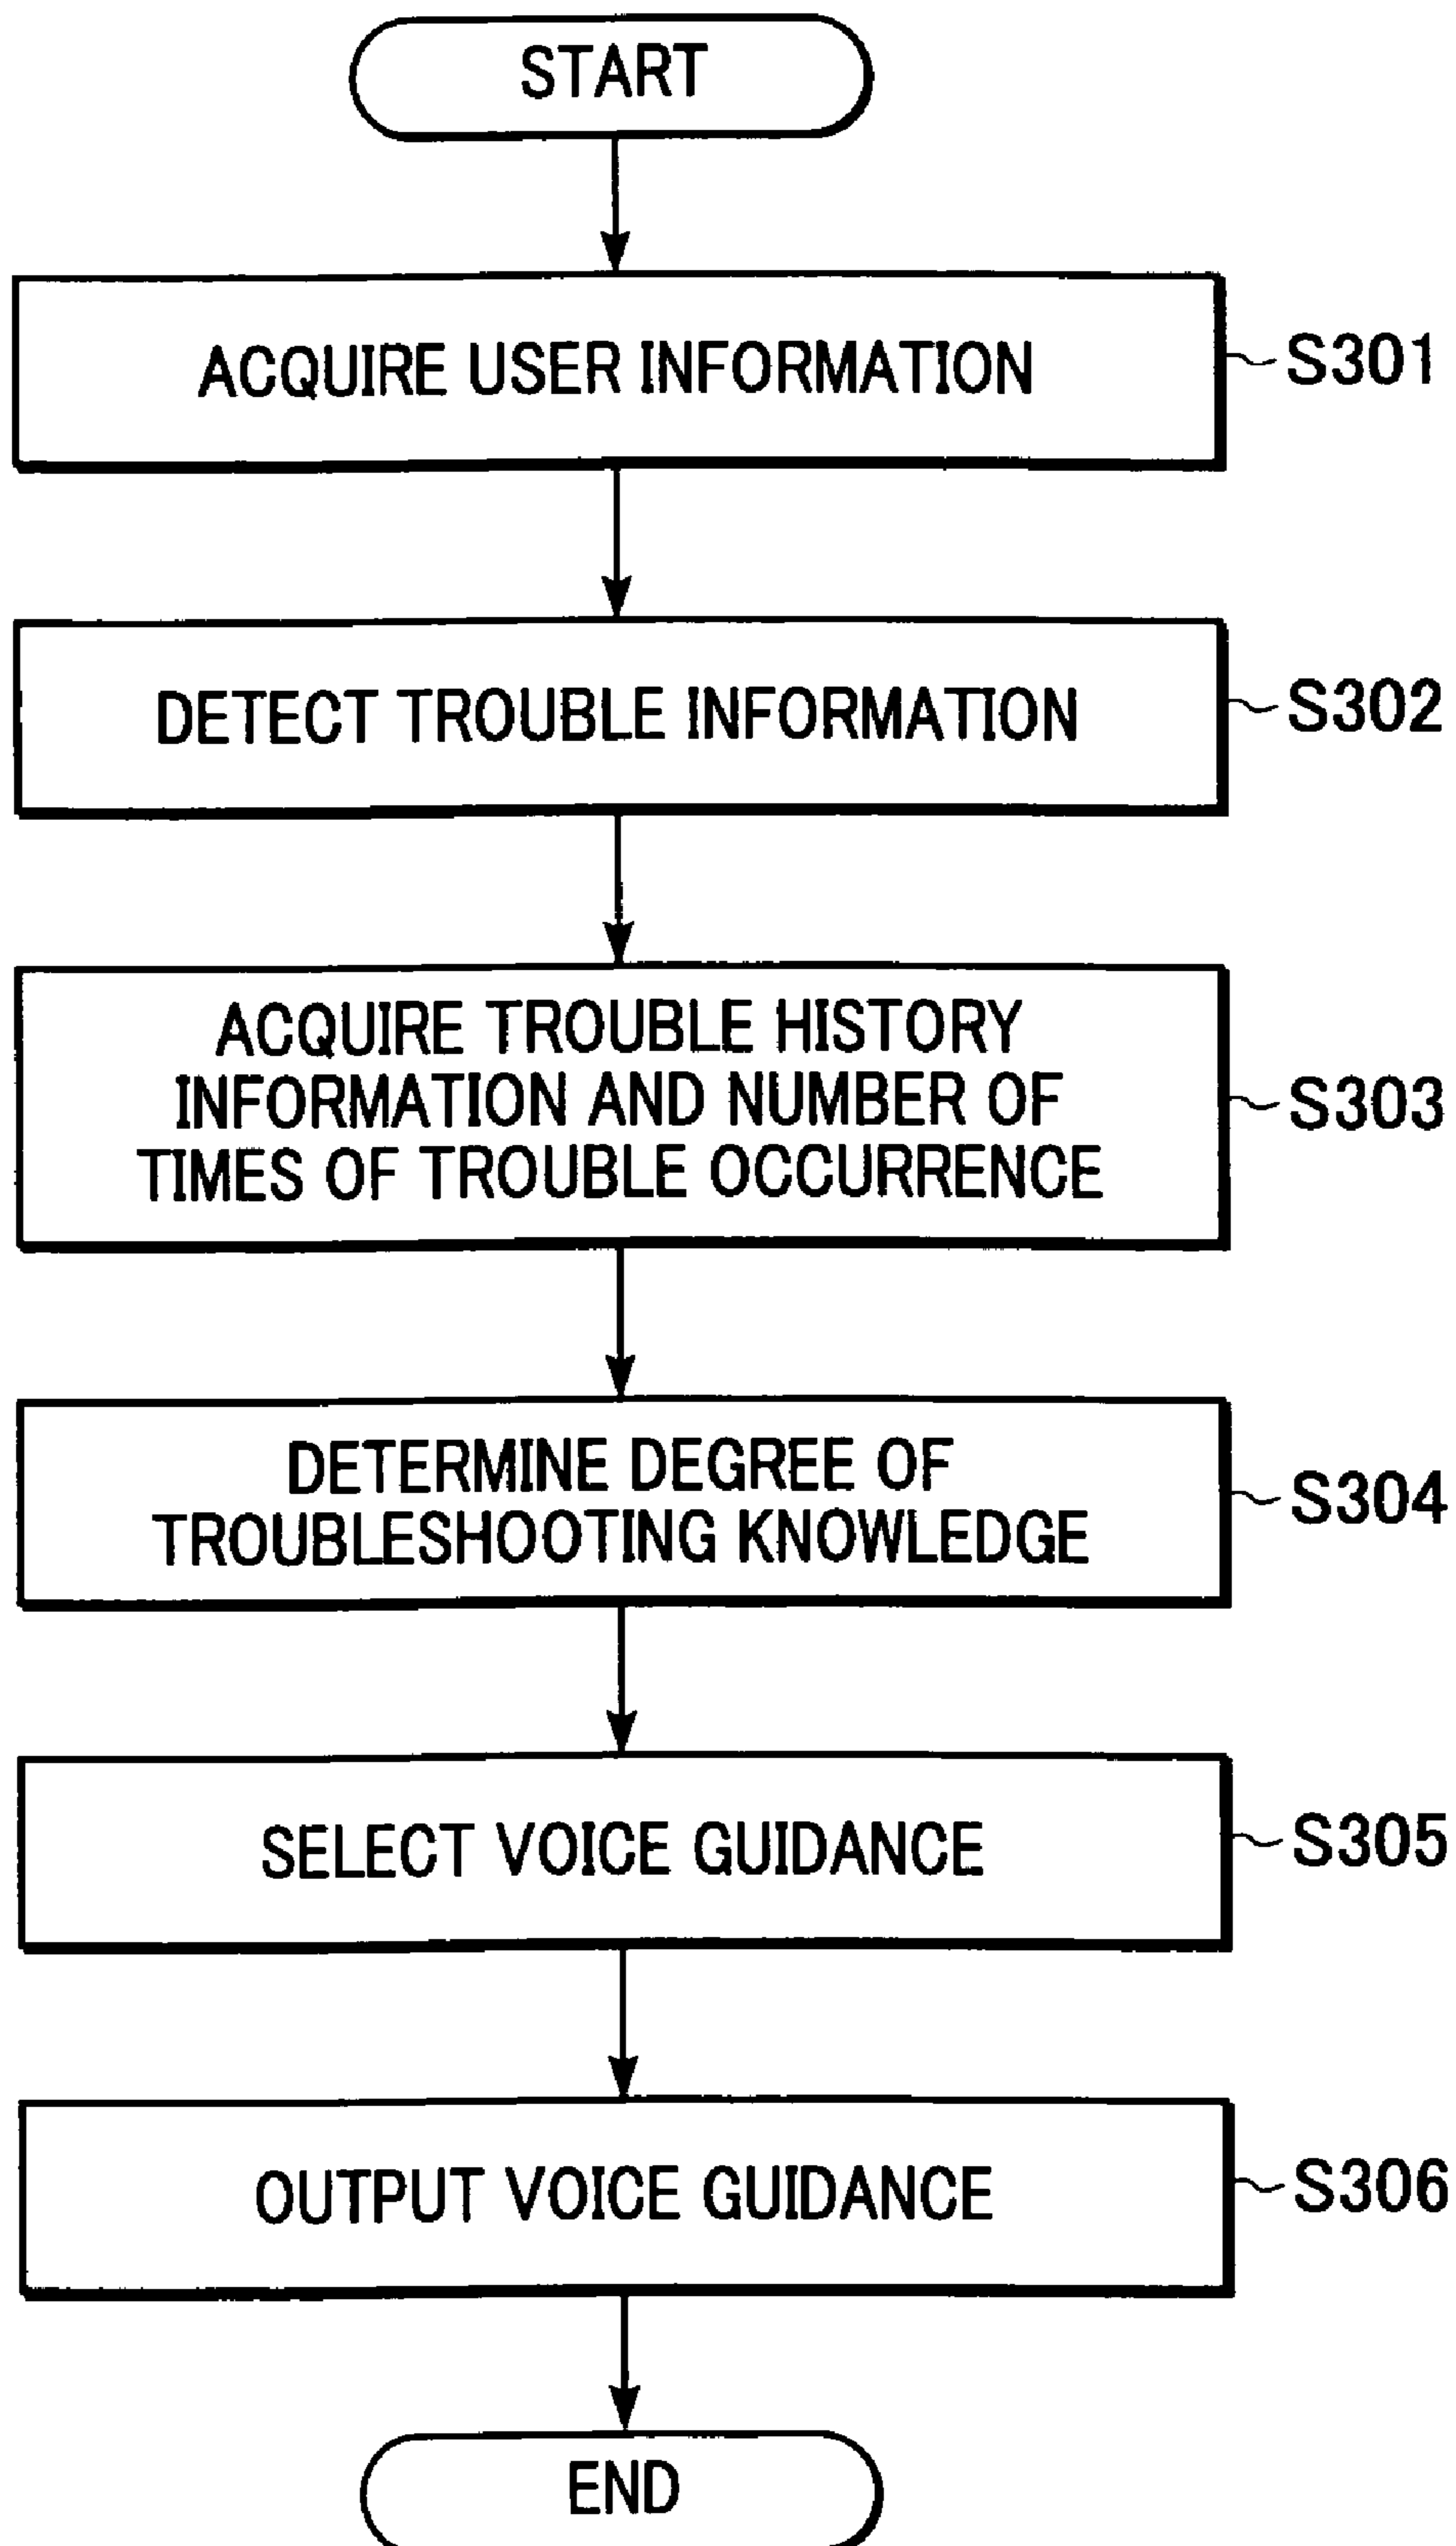 START
ACQUIRE USER INFORMATION
S301
DETECT TROUBLE INFORMATION
S302
ACQUIRE TROUBLE HISTORY
INFORMATION AND NUMBER OF
TIMES OF TROUBLE OCCURRENCE
S303
DETERMINE DEGREE OF
TROUBLESHOOTING KNOWLEDGE
S304
SELECT VOICE GUIDANCE
S305
OUTPUT VOICE GUIDANCE
S306
END